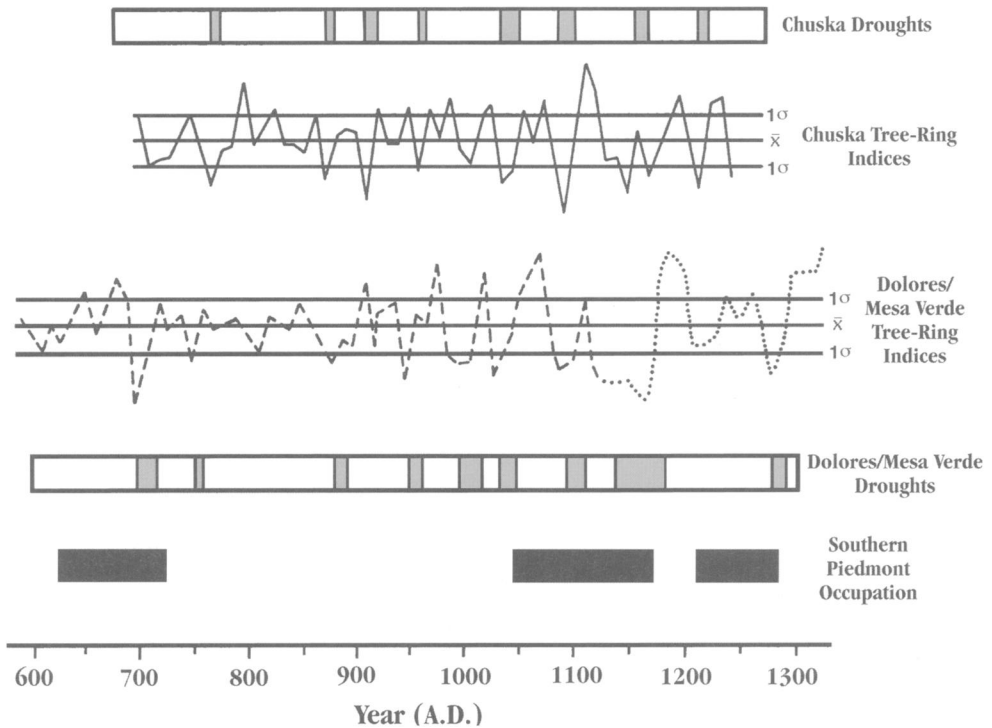 Chuska Droughts
1σ
x̄
1σ
Chuska Tree-Ring
Indices
1σ
x̄
1σ
Dolores/
Mesa Verde
Tree-Ring
Indices
Dolores/Mesa Verde
Droughts
Southern
Piedmont
Occupation
600 700 800 900 1000 1100 1200 1300
Year (A.D.)